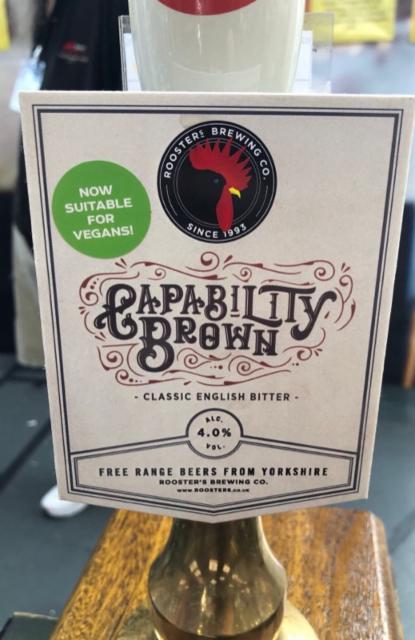 ROOSTERS BREWING CO.
SINCE 1993
NOW
SUITABLE
FOR
VEGANS!
CAPABILITY
BROWN
- CLASSIC ENGLISH BITTER -
ALC.
4.0%
VOL.
FREE RANGE BEERS FROM YORKSHIRE
ROOSTER'S BREWING CO.
www.ROOSTERS.co.uk